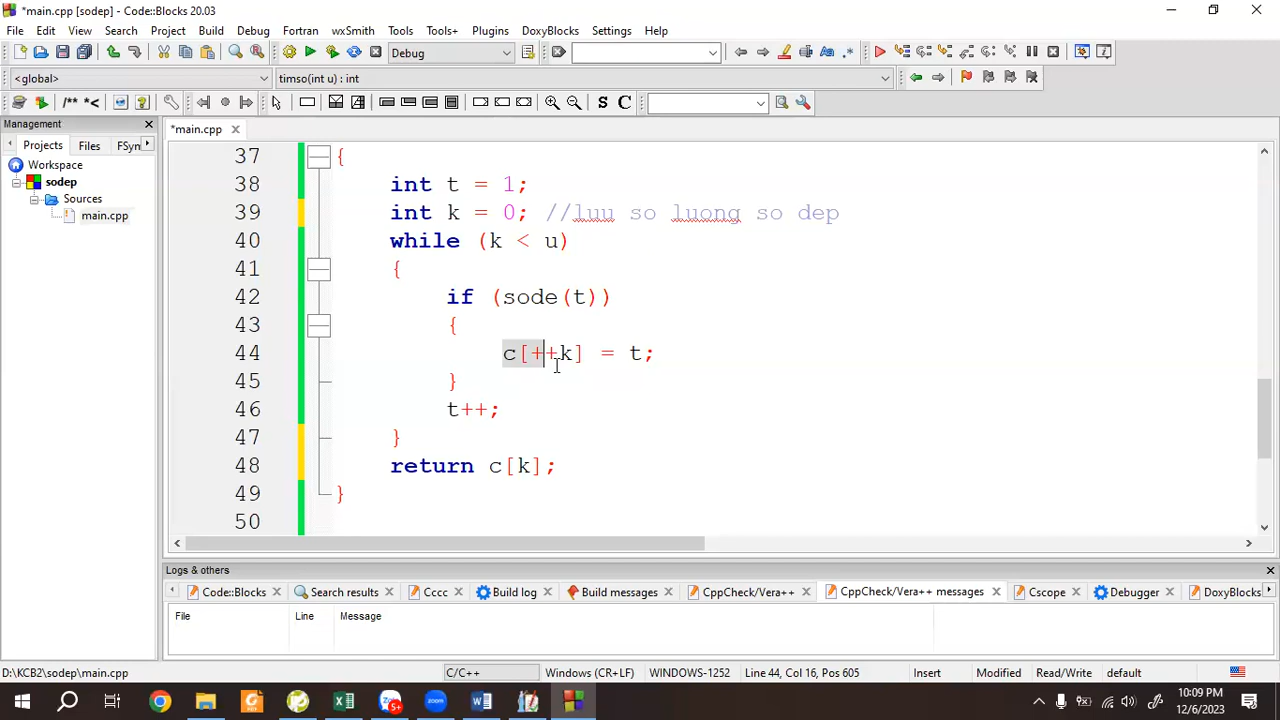 *main.cpp [sodep] - Code::Blocks 20.03
File Edit View Search Project Build Debug Fortran wxSmith Tools Tools+ Plugins DoxyBlocks Settings Help
Debug
<global> timso(int u) : int
/** *< S C
Management
Projects Files FSyn
*main.cpp
Workspace
sodep
Sources
main.cpp
37 {
38 int t = 1;
39 int k = 0; //luu so luong so dep
40 while (k < u)
41 {
42 if (sode(t))
43 {
44 c[++k] = t;
45 }
46 t++;
47 }
48 return c[k];
49 }
50
Logs & others
Code::Blocks Search results Cccc Build log Build messages CppCheck/Vera++ CppCheck/Vera++ messages Cscope Debugger DoxyBlocks
File Line Message
D:\KCB2\sodep\main.cpp C/C++ Windows (CR+LF) WINDOWS-1252 Line 44, Col 16, Pos 605 Insert Modified Read/Write default
zoom
10:09 PM
12/6/2023